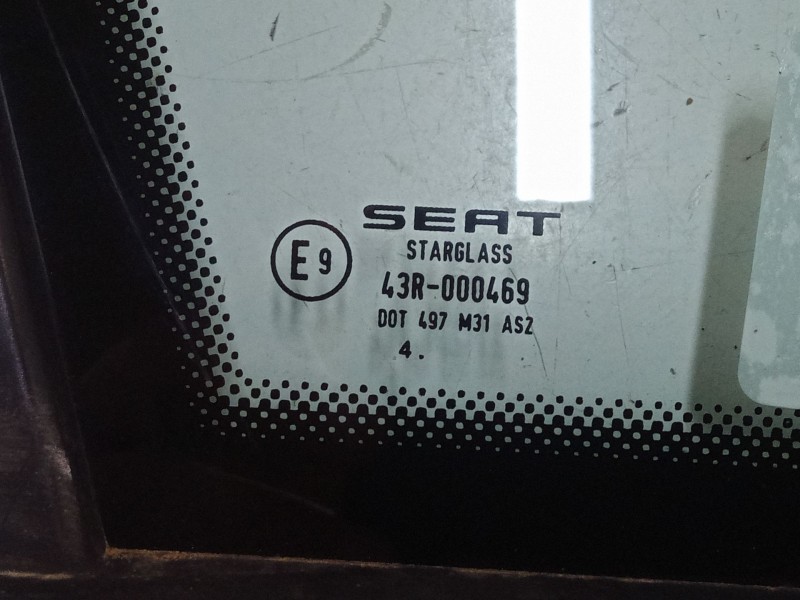 SEAT
E9
STARGLASS
43R-000469
DOT 497 M31 AS2
4.